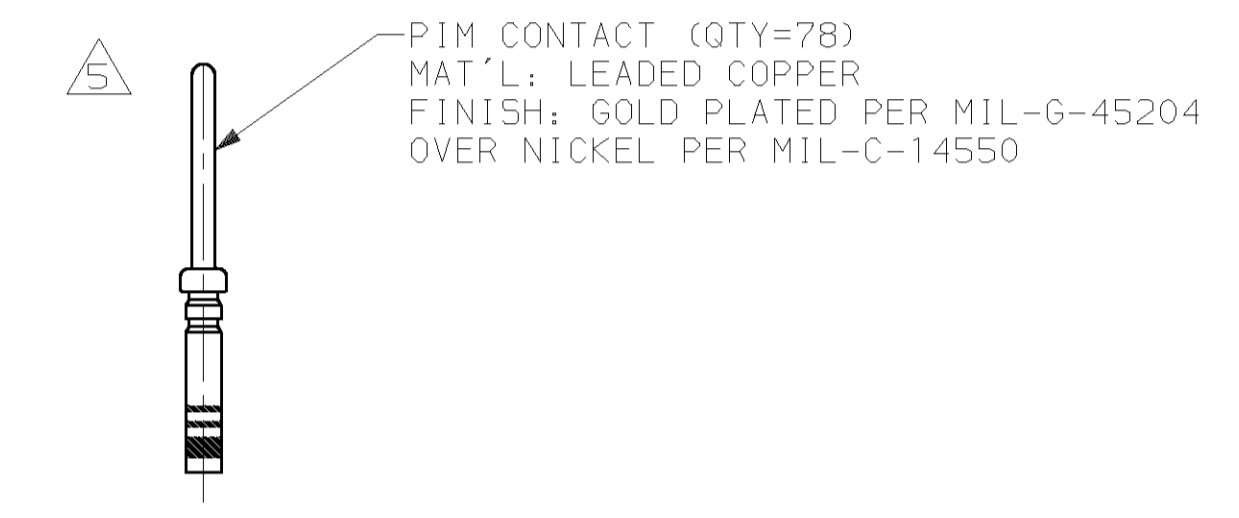 PIM CONTACT (QTY=78)
5
MAT´L: LEADED COPPER
FINISH: GOLD PLATED PER MIL-G-45204
OVER NICKEL PER MIL-C-14550